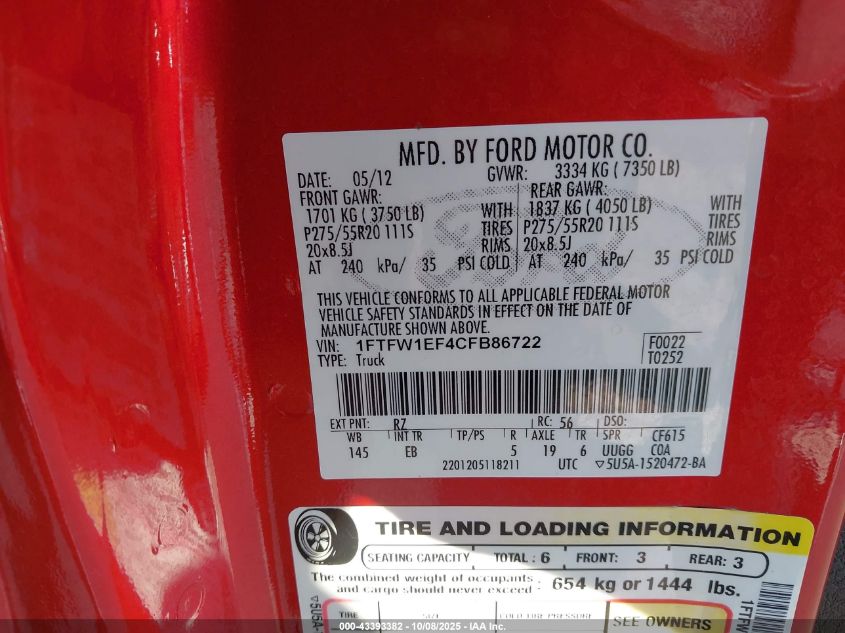 MFD. BY FORD MOTOR CO.
DATE: 05/12 GVWR: 3334 KG ( 7350 LB)
FRONT GAWR: REAR GAWR:
1701 KG ( 3750 LB) WITH 1837 KG ( 4050 LB) WITH
P275/55R20 111S TIRES P275/55R20 111S TIRES
20x8.5J RIMS 20x8.5J RIMS
AT 240 kPa/ 35 PSI COLD AT 240 kPa/ 35 PSI COLD
THIS VEHICLE CONFORMS TO ALL APPLICABLE FEDERAL MOTOR
VEHICLE SAFETY STANDARDS IN EFFECT ON THE DATE OF
MANUFACTURE SHOWN ABOVE.
VIN: 1FTFW1EF4CFB86722 F0022
TYPE: Truck T0252
EXT PNT: RZ RC: 56 DSO:
WB INT TR TP/PS R AXLE TR SPR CF615
145 EB 5 19 6 UUGG COA
2201205118211 UTC ▽5U5A-1520472-BA
TIRE AND LOADING INFORMATION
SEATING CAPACITY TOTAL : 6 FRONT: 3 REAR: 3
The combined weight of occupants
and cargo should never exceed : 654 kg or 1444 lbs.
TIRE SIZE COLD TIRE PRESSURE SEE OWNERS
▽5U5A-
1FTFW
000-43393382 - 10/08/2025 - IAA Inc.